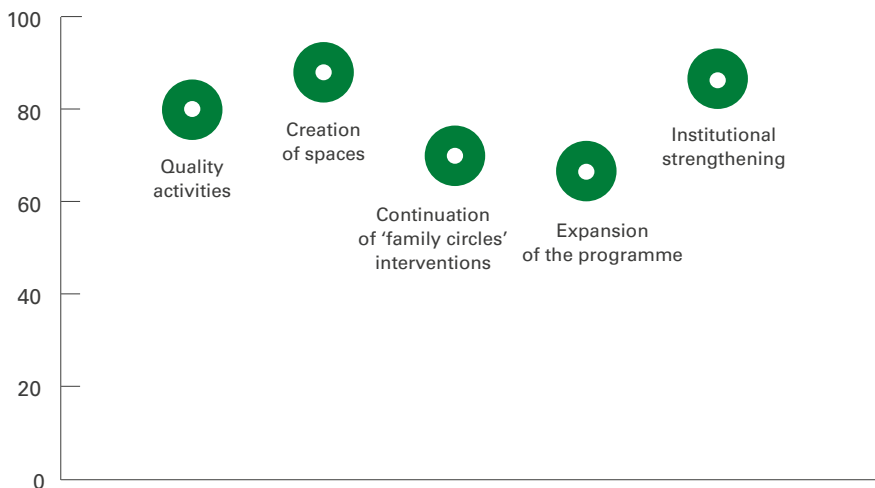 100
80
60
40
20
0
Quality
activities
Creation
of spaces
Continuation
of ‘family circles’
interventions
Expansion
of the programme
Institutional
strengthening